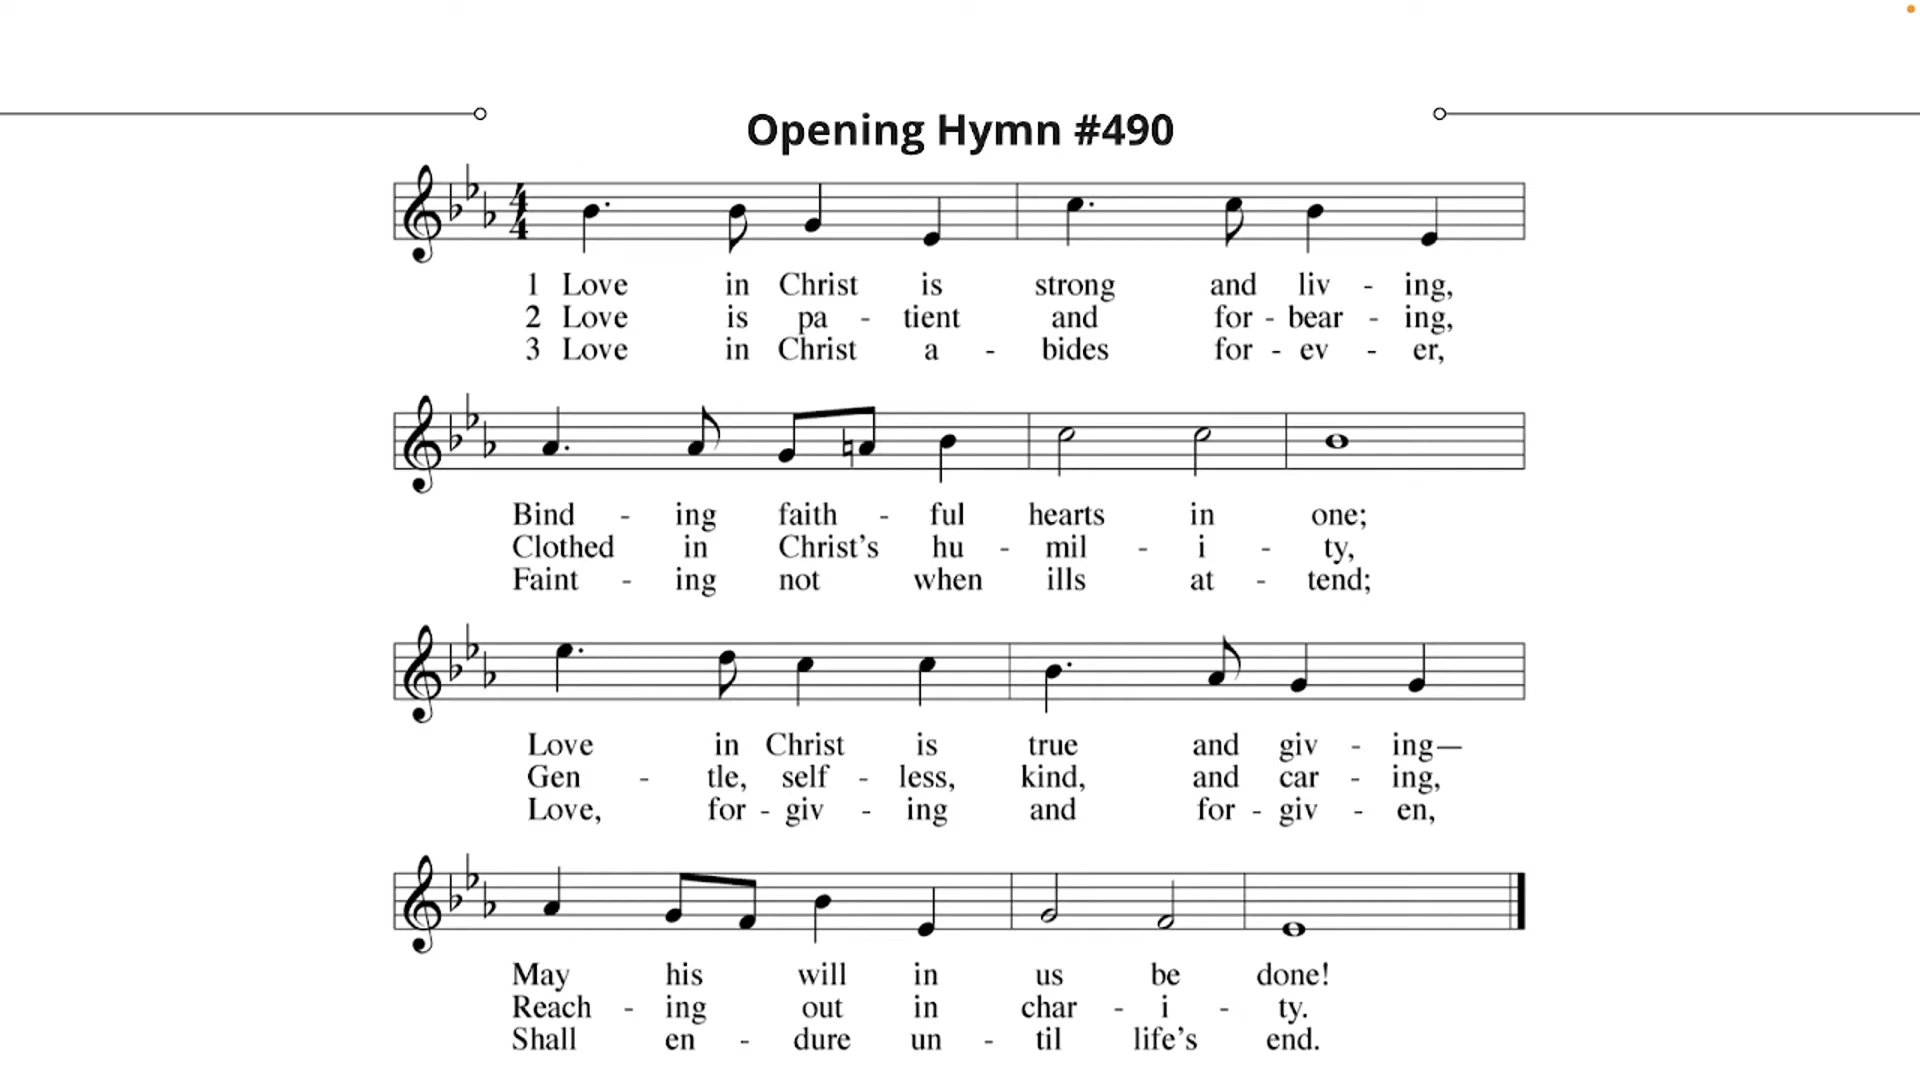 Opening Hymn #490
4
4
1 Love in Christ is strong and liv - ing,
2 Love is pa - tient and for - bear - ing,
3 Love in Christ a - bides for - ev - er,
Bind - ing faith - ful hearts in one;
Clothed in Christ’s hu - mil - i - ty,
Faint - ing not when ills at - tend;
Love in Christ is true and giv - ing—
Gen - tle, self - less, kind, and car - ing,
Love, for - giv - ing and for - giv - en,
May his will in us be done!
Reach - ing out in char - i - ty.
Shall en - dure un - til life’s end.